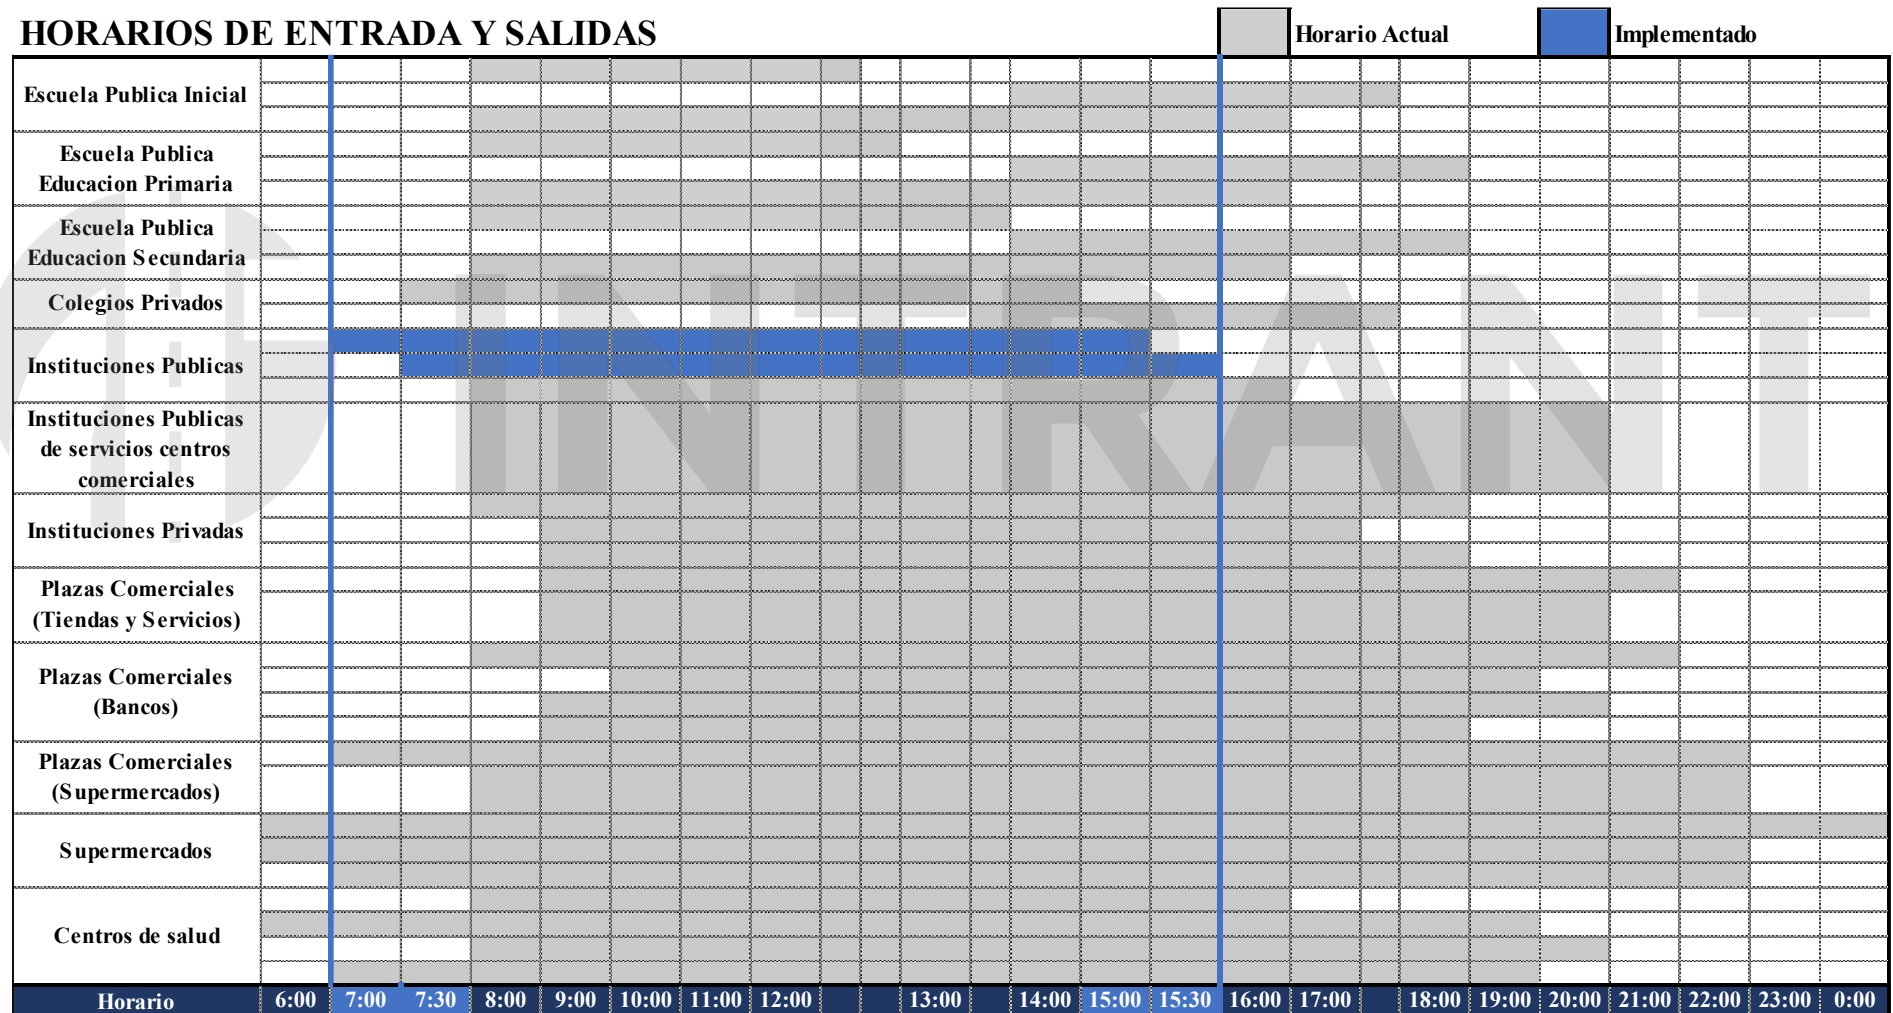 HORARIOS DE ENTRADA Y SALIDAS
Horario Actual
Implementado
Escuela Publica Inicial
Escuela Publica
Educacion Primaria
Escuela Publica
Educacion Secundaria
Colegios Privados
Instituciones Publicas
Instituciones Publicas
de servicios centros
comerciales
Instituciones Privadas
Plazas Comerciales
(Tiendas y Servicios)
Plazas Comerciales
(Bancos)
Plazas Comerciales
(Supermercados)
Supermercados
Centros de salud
INTRANT
Horario 6:00 7:00 7:30 8:00 9:00 10:00 11:00 12:00 13:00 14:00 15:00 15:30 16:00 17:00 18:00 19:00 20:00 21:00 22:00 23:00 0:00